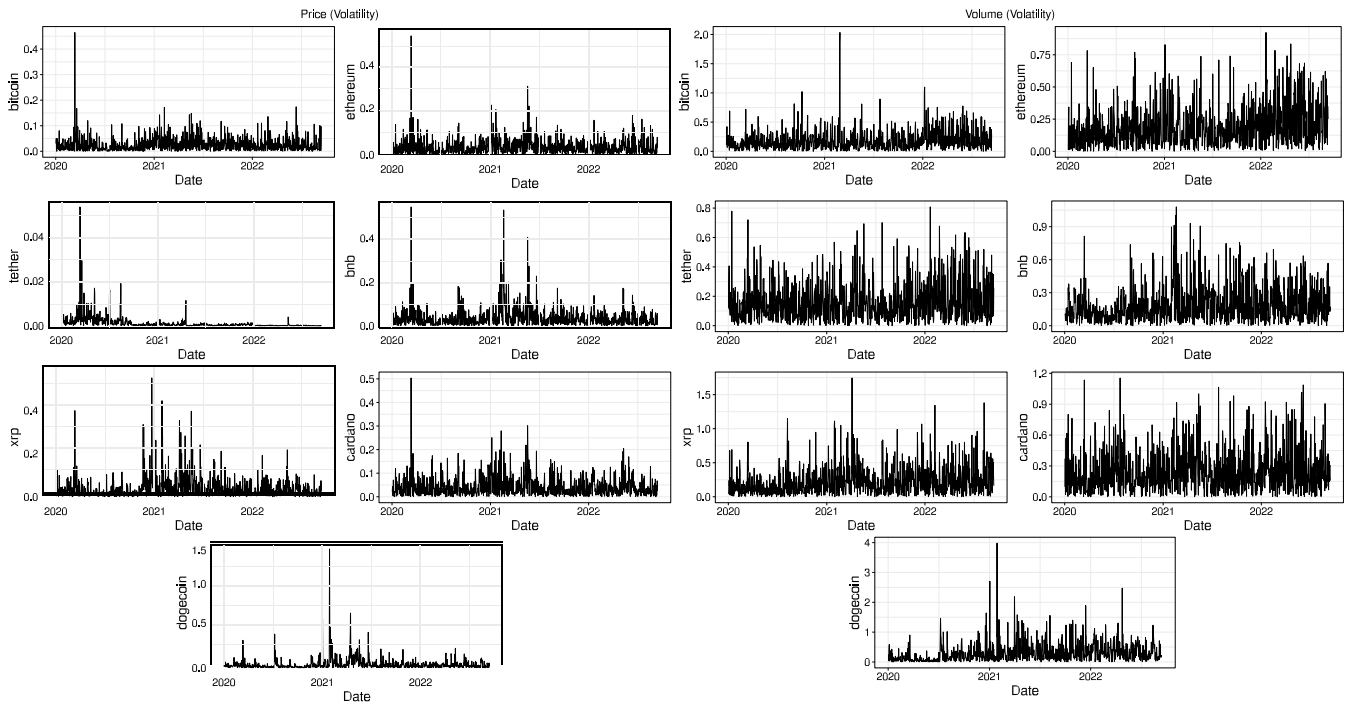 Price (Volatility)
Volume (Volatility)
bitcoin
0.4
0.3
0.2
0.1
0.0
2020 2021 2022
Date
ethereum
0.4
0.2
0.0
2020 2021 2022
Date
bitcoin
2.0
1.5
1.0
0.5
0.0
2020 2021 2022
Date
ethereum
0.75
0.50
0.25
0.00
2020 2021 2022
Date
tether
0.04
0.02
0.00
2020 2021 2022
Date
bnb
0.4
0.2
0.0
2020 2021 2022
Date
tether
0.8
0.6
0.4
0.2
0.0
2020 2021 2022
Date
bnb
0.9
0.6
0.3
0.0
2020 2021 2022
Date
xrp
0.4
0.2
0.0
2020 2021 2022
Date
cardano
0.5
0.4
0.3
0.2
0.1
0.0
2020 2021 2022
Date
xrp
1.5
1.0
0.5
0.0
2020 2021 2022
Date
cardano
1.2
0.9
0.6
0.3
0.0
2020 2021 2022
Date
dogecoin
1.5
1.0
0.5
0.0
2020 2021 2022
Date
dogecoin
4
3
2
1
0
2020 2021 2022
Date